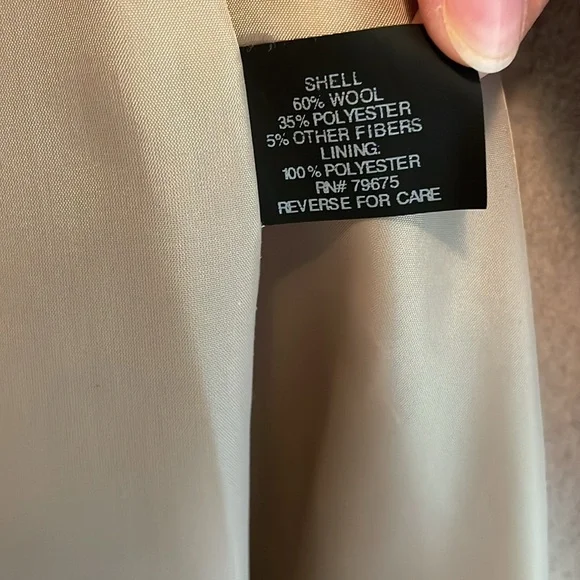 SHELL
60% WOOL
35% POLYESTER
5% OTHER FIBERS
LINING:
100% POLYESTER
RN# 79675
REVERSE FOR CARE